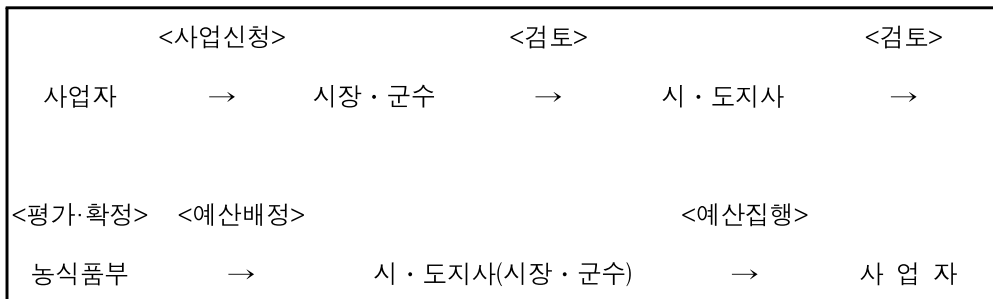 <사업신청> <검토> <검토>
사업자 → 시장・군수 → 시・도지사 →
<평가·확정> <예산배정> <예산집행>
농식품부 → 시・도지사(시장・군수) → 사 업 자